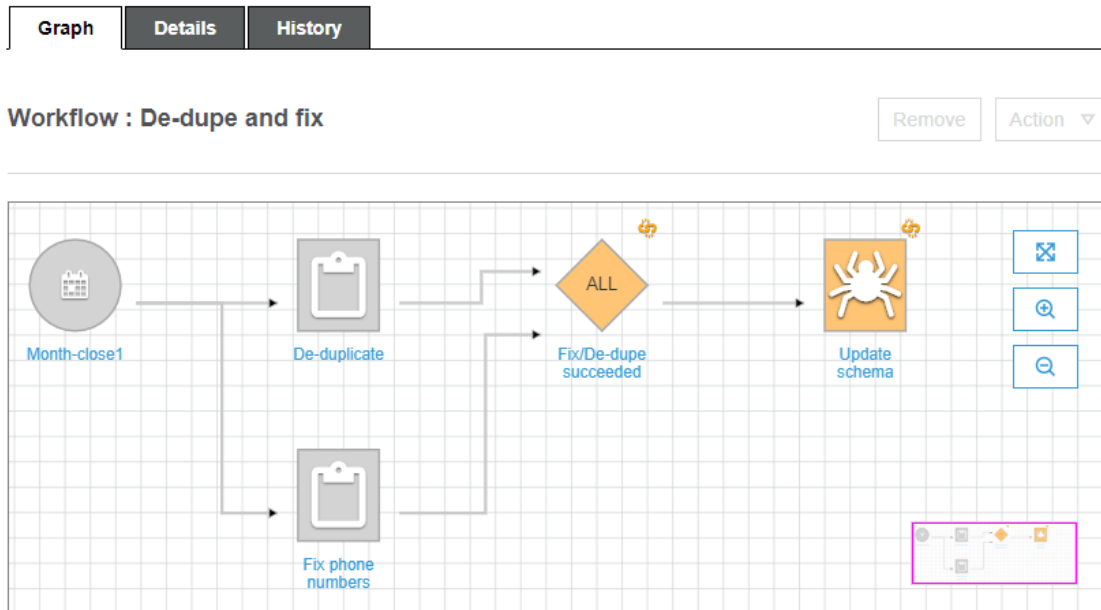 Graph Details History
Workflow : De-dupe and fix
Remove Action
ALL
Month-close1
De-duplicate
Fix/De-dupe
succeeded
Update
schema
Fix phone
numbers